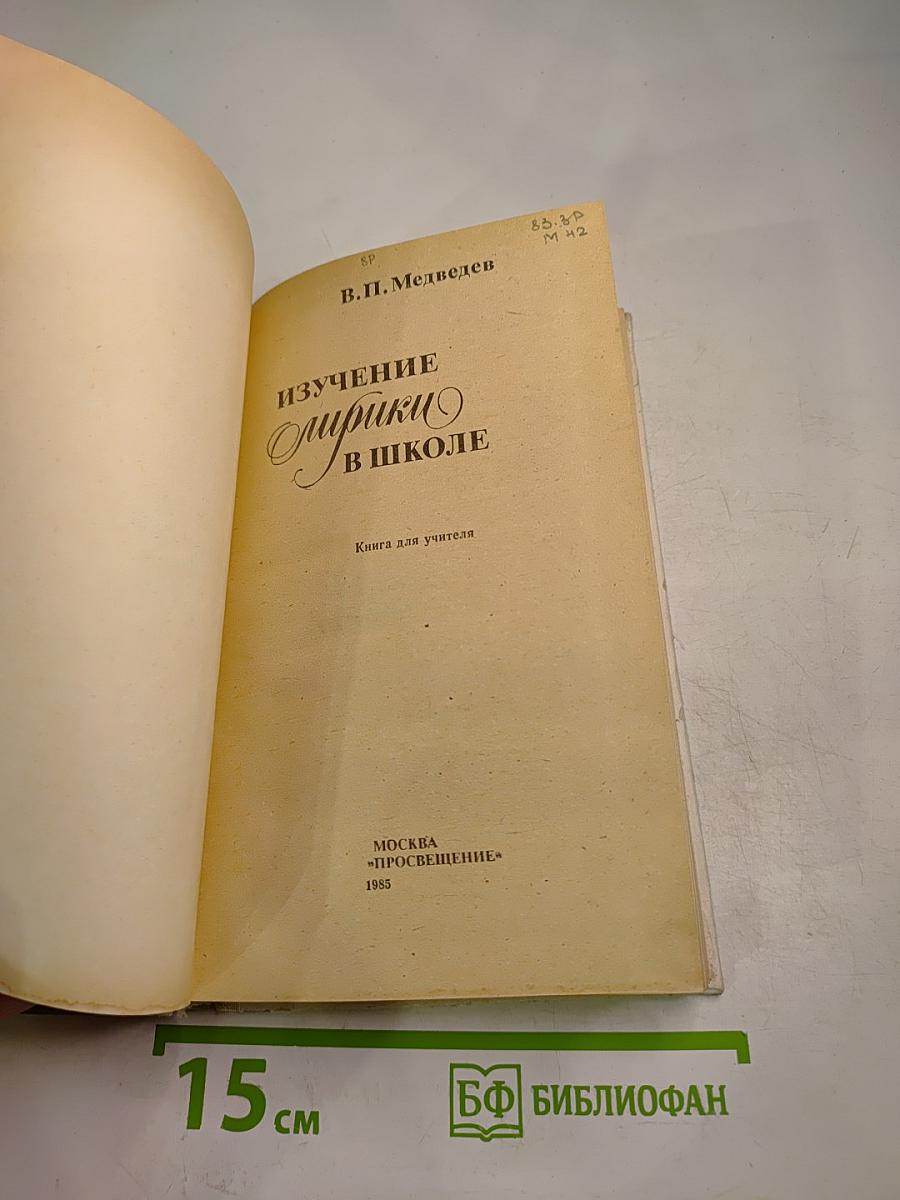 83.3Р
М 42
8Р
В. П. Медведев
ИЗУЧЕНИЕ
лирики
В ШКОЛЕ
Книга для учителя
МОСКВА
"ПРОСВЕЩЕНИЕ"
1985
15 см
БФ БИБЛИОФАН